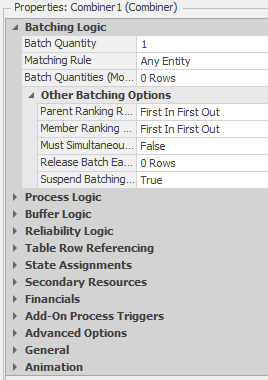 Properties: Combiner1 (Combiner)
Batching Logic
Batch Quantity 1
Matching Rule Any Entity
Batch Quantities (Mo... 0 Rows
Other Batching Options
Parent Ranking R... First In First Out
Member Ranking ... First In First Out
Must Simultaneou... False
Release Batch Ea... 0 Rows
Suspend Batching... True
Process Logic
Buffer Logic
Reliability Logic
Table Row Referencing
State Assignments
Secondary Resources
Financials
Add-On Process Triggers
Advanced Options
General
Animation